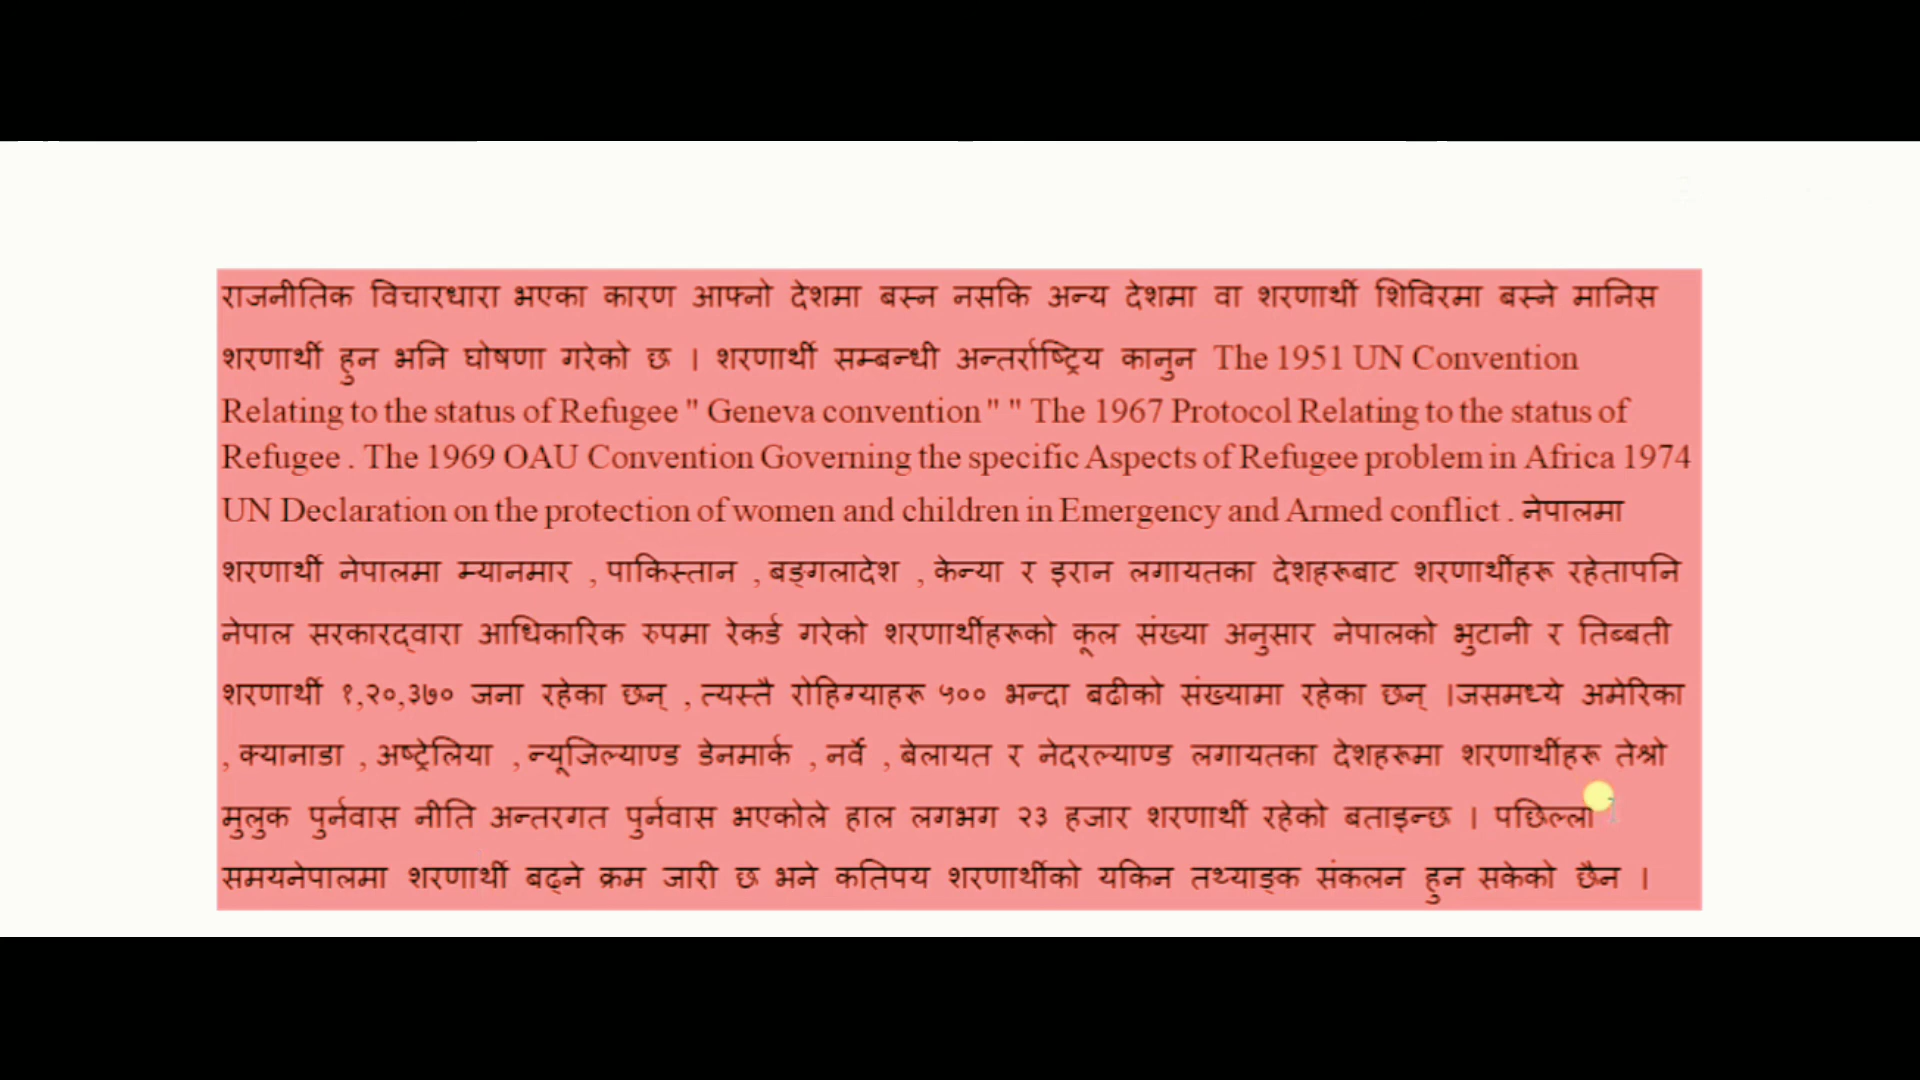 राजनीतिक विचारधारा भएका कारण आफ्नो देशमा बस्न नसकि अन्य देशमा वा शरणार्थी शिविरमा बस्ने मानिस
शरणार्थी हुन भनि घोषणा गरेको छ । शरणार्थी सम्बन्धी अन्तर्राष्ट्रिय कानुन The 1951 UN Convention
Relating to the status of Refugee " Geneva convention " " The 1967 Protocol Relating to the status of
Refugee . The 1969 OAU Convention Governing the specific Aspects of Refugee problem in Africa 1974
UN Declaration on the protection of women and children in Emergency and Armed conflict . नेपालमा
शरणार्थी नेपालमा म्यानमार , पाकिस्तान , बङ्गलादेश , केन्या र इरान लगायतका देशहरूबाट शरणार्थीहरू रहेतापनि
नेपाल सरकारद्वारा आधिकारिक रुपमा रेकर्ड गरेको शरणार्थीहरूको कूल संख्या अनुसार नेपालको भुटानी र तिब्बती
शरणार्थी १,२०,३७० जना रहेका छन् , त्यस्तै रोहिग्याहरू ५०० भन्दा बढीको संख्यामा रहेका छन् ।जसमध्ये अमेरिका
, क्यानाडा , अष्ट्रेलिया , न्यूजिल्याण्ड डेनमार्क , नर्वे , बेलायत र नेदरल्याण्ड लगायतका देशहरूमा शरणार्थीहरू तेश्रो
मुलुक पुर्नवास नीति अन्तरगत पुर्नवास भएकोले हाल लगभग २३ हजार शरणार्थी रहेको बताइन्छ । पछिल्लो
समयनेपालमा शरणार्थी बढ्ने क्रम जारी छ भने कतिपय शरणार्थीको यकिन तथ्याङ्क संकलन हुन सकेको छैन ।